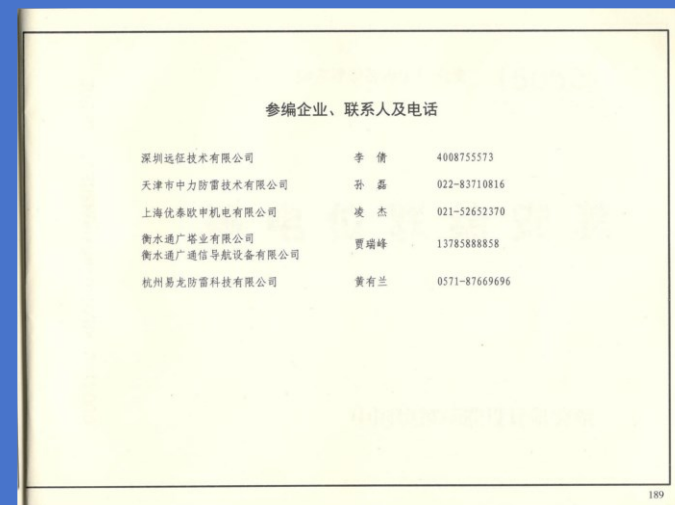 参编企业、联系人及电话
深圳远征技术有限公司 李 倩 4008755573
天津市中力防雷技术有限公司 孙 磊 022-83710816
上海优泰欧申机电有限公司 凌 杰 021-52652370
衡水通广塔业有限公司
衡水通广通信导航设备有限公司 贾瑞峰 13785888858
杭州易龙防雷科技有限公司 黄有兰 0571-87669696
189